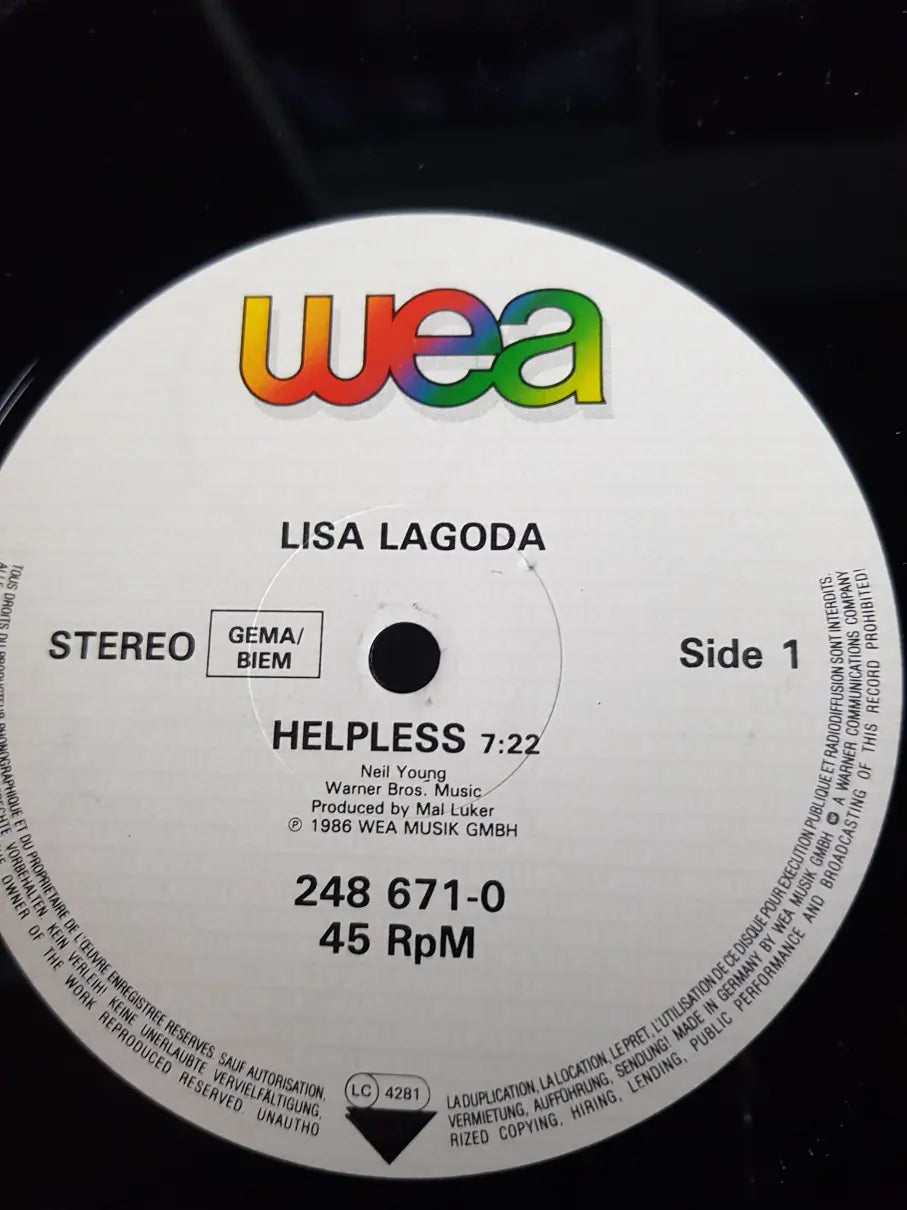 wea
LISA LAGODA
STEREO
GEMA/
BIEM
Side 1
HELPLESS 7:22
Neil Young
Warner Bros. Music
Produced by Mal Luker
℗ 1986 WEA MUSIK GMBH
248 671-0
45 RpM
LC 4281
TOUS DROITS DU PRODUCTEUR PHONOGRAPHIQUE ET DU PROPRIETAIRE DE L'ŒUVRE ENREGISTREE RESERVES. SAUF AUTORISATION,
VORBEHALTEN KEIN VERLEIH! KEINE UNERLAUBTE VERVIELFÄLTIGUNG,
OWNER OF THE WORK REPRODUCED RESERVED. UNAUTHO
LA DUPLICATION, LA LOCATION, LE PRET, L'UTILISATION DE CE DISQUE POUR EXECUTION PUBLIQUE ET RADIODIFFUSION SONT INTERDITS.
VERMIETUNG, AUFFÜHRUNG, SENDUNG! MADE IN GERMANY BY WEA MUSIK GMBH A WARNER COMMUNICATIONS COMPANY
RIZED COPYING, HIRING, LENDING, PUBLIC PERFORMANCE AND BROADCASTING OF THIS RECORD PROHIBITED!